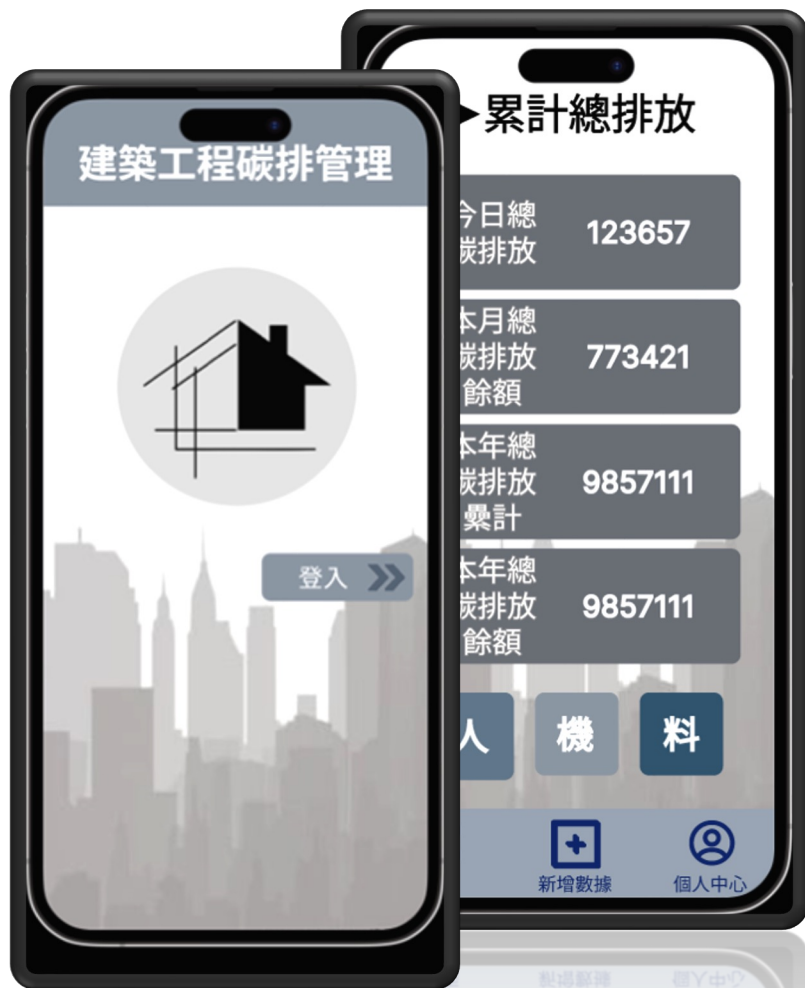 建築工程碳排管理
登入
累計總排放
今日總
碳排放
123657
本月總
碳排放
餘額
773421
本年總
碳排放
纍計
9857111
本年總
碳排放
餘額
9857111
人
機
料
新增數據
個人中心